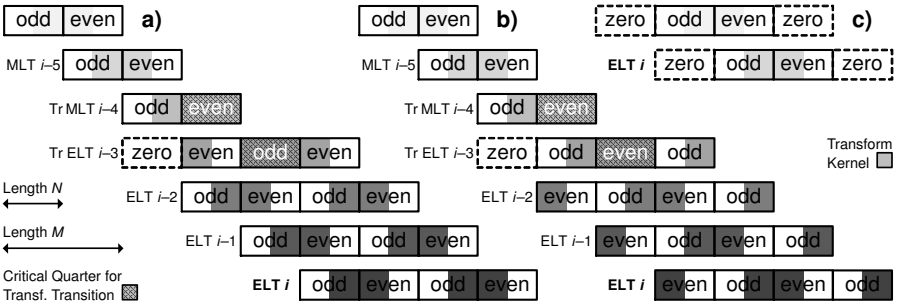 odd even a) odd even b) zero odd even zero c)
MLT i–5 odd even MLT i–5 odd even ELT i zero odd even zero
Tr MLT i–4 odd even Tr MLT i–4 odd even
Tr ELT i–3 zero even odd even Tr ELT i–3 zero odd even odd Transform
Kernel
Length N ELT i–2 odd even odd even ELT i–2 even odd even odd
Length M ELT i–1 odd even odd even ELT i–1 even odd even odd
Critical Quarter for
Transf. Transition ELT i odd even odd even ELT i even odd even odd